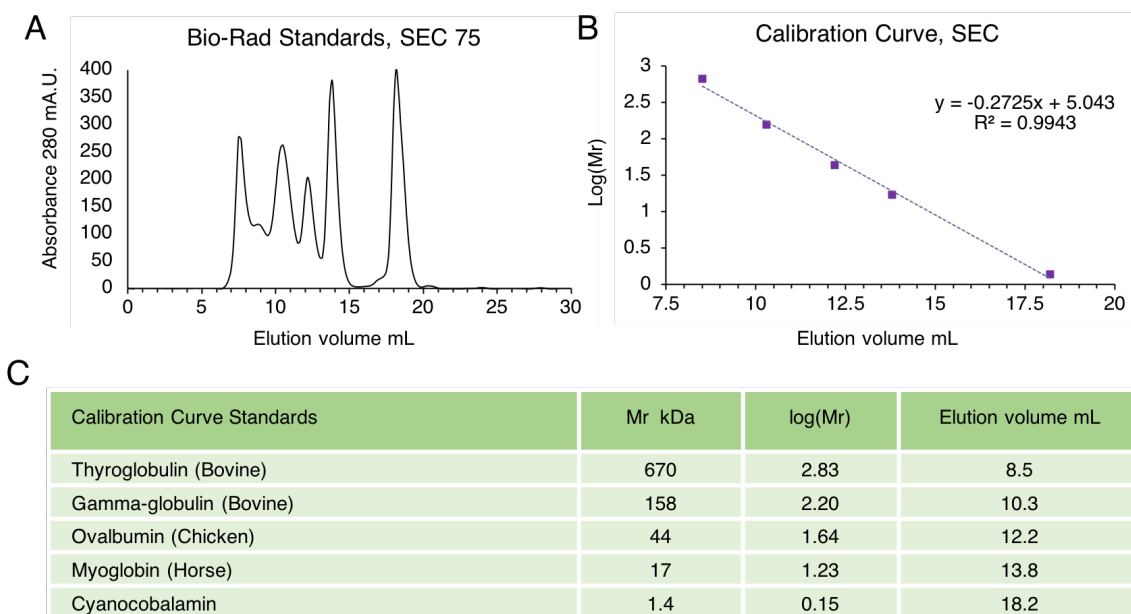 A
Bio-Rad Standards, SEC 75
Absorbance 280 mA.U.
400
350
300
250
200
150
100
50
0
0 5 10 15 20 25 30
Elution volume mL
B
Calibration Curve, SEC
Log(Mr)
3
2.5
2
1.5
1
0.5
0
y = -0.2725x + 5.043
R² = 0.9943
7.5 10 12.5 15 17.5 20
Elution volume mL
C
Calibration Curve Standards Mr kDa log(Mr) Elution volume mL
Thyroglobulin (Bovine) 670 2.83 8.5
Gamma-globulin (Bovine) 158 2.20 10.3
Ovalbumin (Chicken) 44 1.64 12.2
Myoglobin (Horse) 17 1.23 13.8
Cyanocobalamin 1.4 0.15 18.2